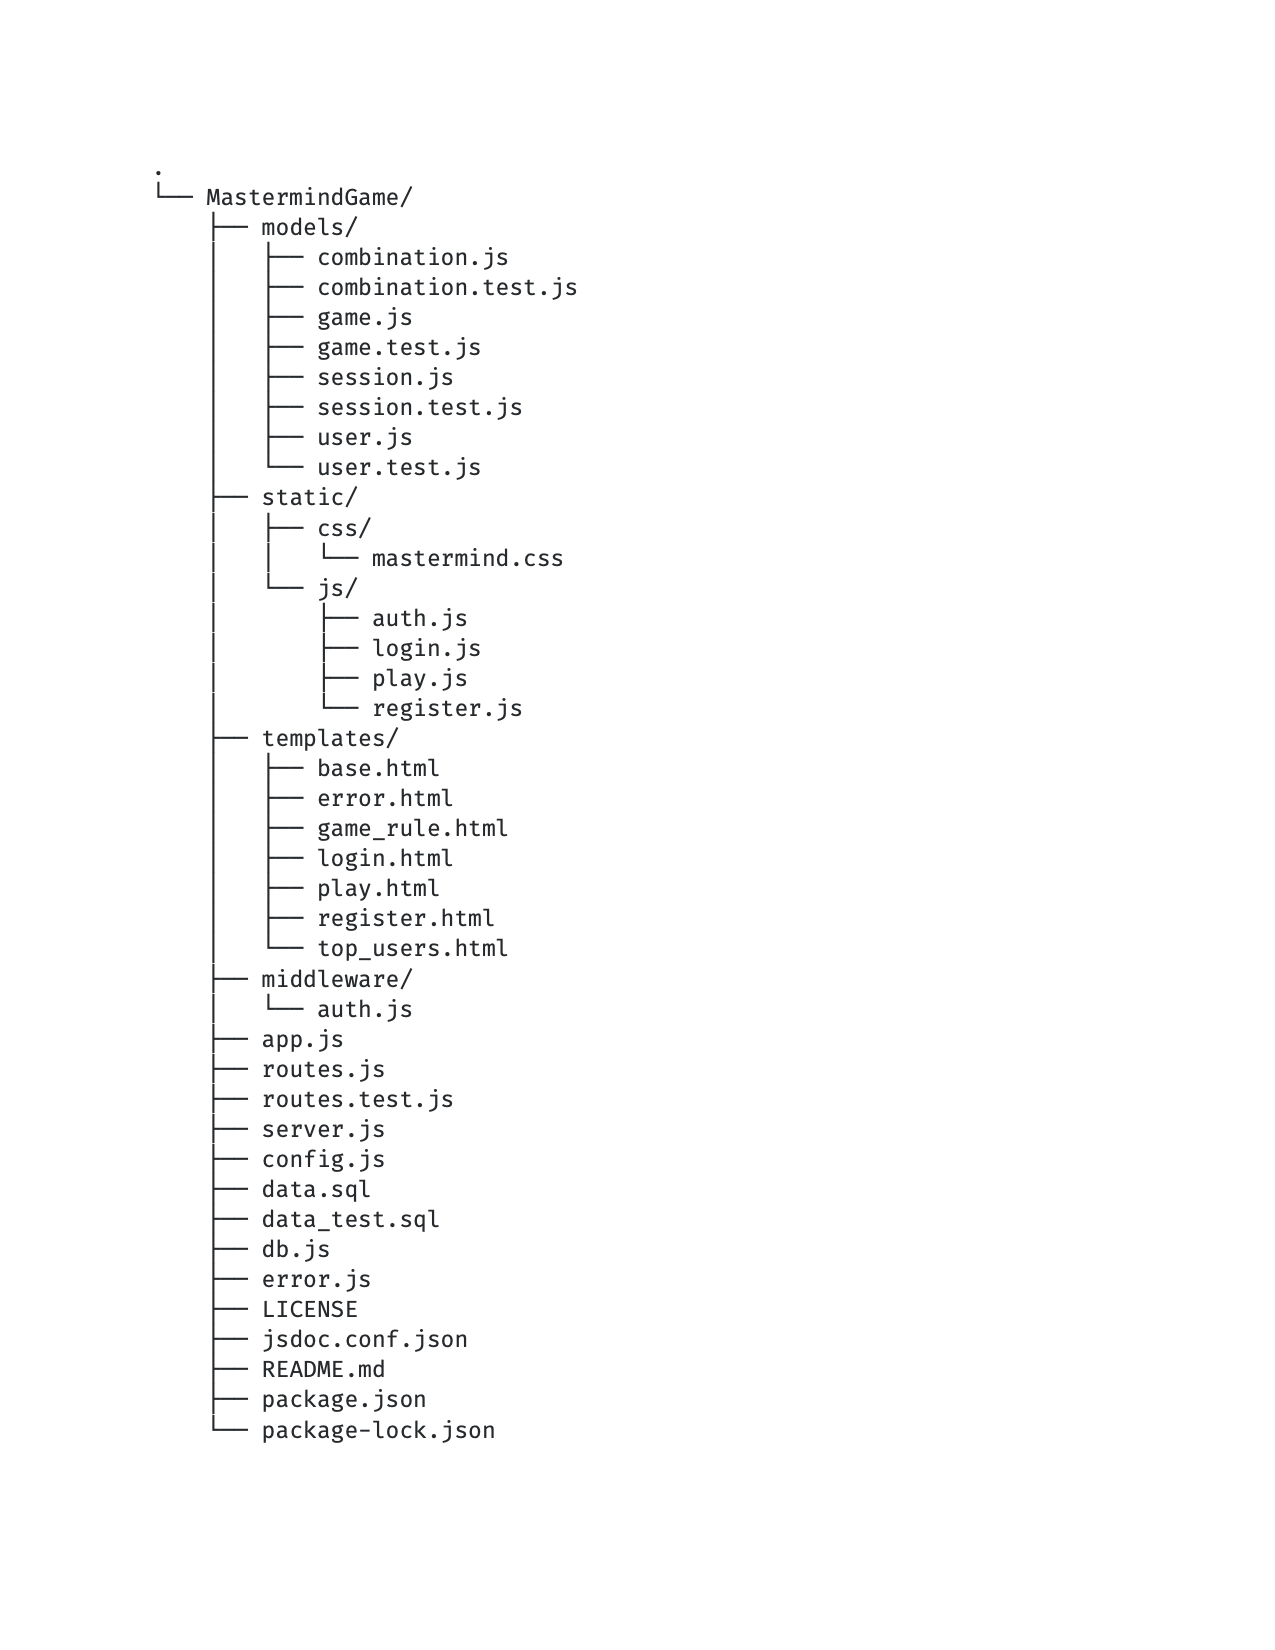 .
└── MastermindGame/
    ├── models/
    │   ├── combination.js
    │   ├── combination.test.js
    │   ├── game.js
    │   ├── game.test.js
    │   ├── session.js
    │   ├── session.test.js
    │   ├── user.js
    │   └── user.test.js
    ├── static/
    │   ├── css/
    │   │   └── mastermind.css
    │   └── js/
    │       ├── auth.js
    │       ├── login.js
    │       ├── play.js
    │       └── register.js
    ├── templates/
    │   ├── base.html
    │   ├── error.html
    │   ├── game_rule.html
    │   ├── login.html
    │   ├── play.html
    │   ├── register.html
    │   └── top_users.html
    ├── middleware/
    │   └── auth.js
    ├── app.js
    ├── routes.js
    ├── routes.test.js
    ├── server.js
    ├── config.js
    ├── data.sql
    ├── data_test.sql
    ├── db.js
    ├── error.js
    ├── LICENSE
    ├── jsdoc.conf.json
    ├── README.md
    ├── package.json
    └── package-lock.json